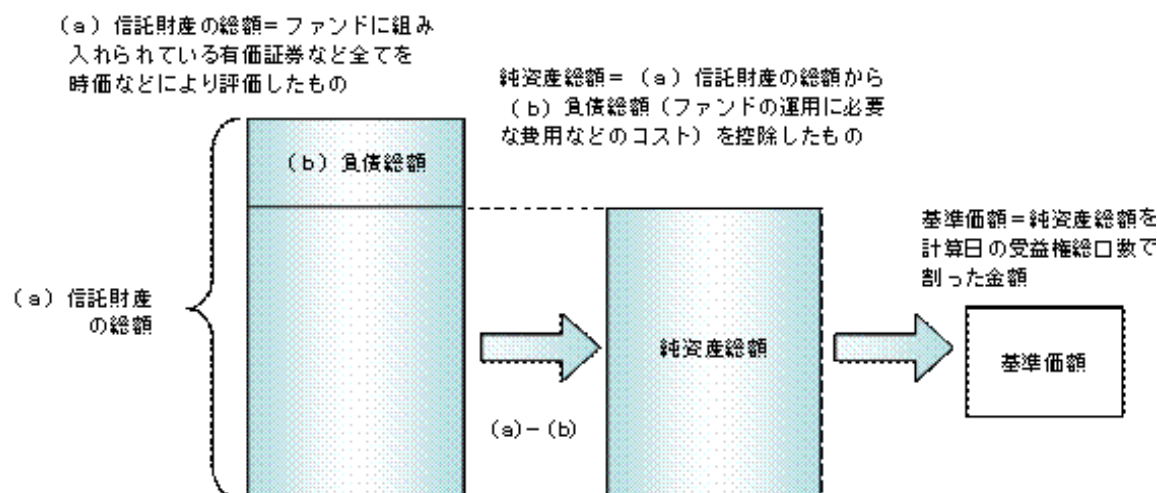 (a) 信託財産の総額=ファンドに組み
入れられている有価証券など全てを
時価などにより評価したもの
純資産総額=(a) 信託財産の総額から
(b) 負債総額(ファンドの運用に必要
な費用などのコスト)を控除したもの
(b) 負債総額
基準価額=純資産総額を
計算日の受益権総口数で
割った金額
(a) 信託財産
の総額
純資産総額
基準価額
(a)-(b)